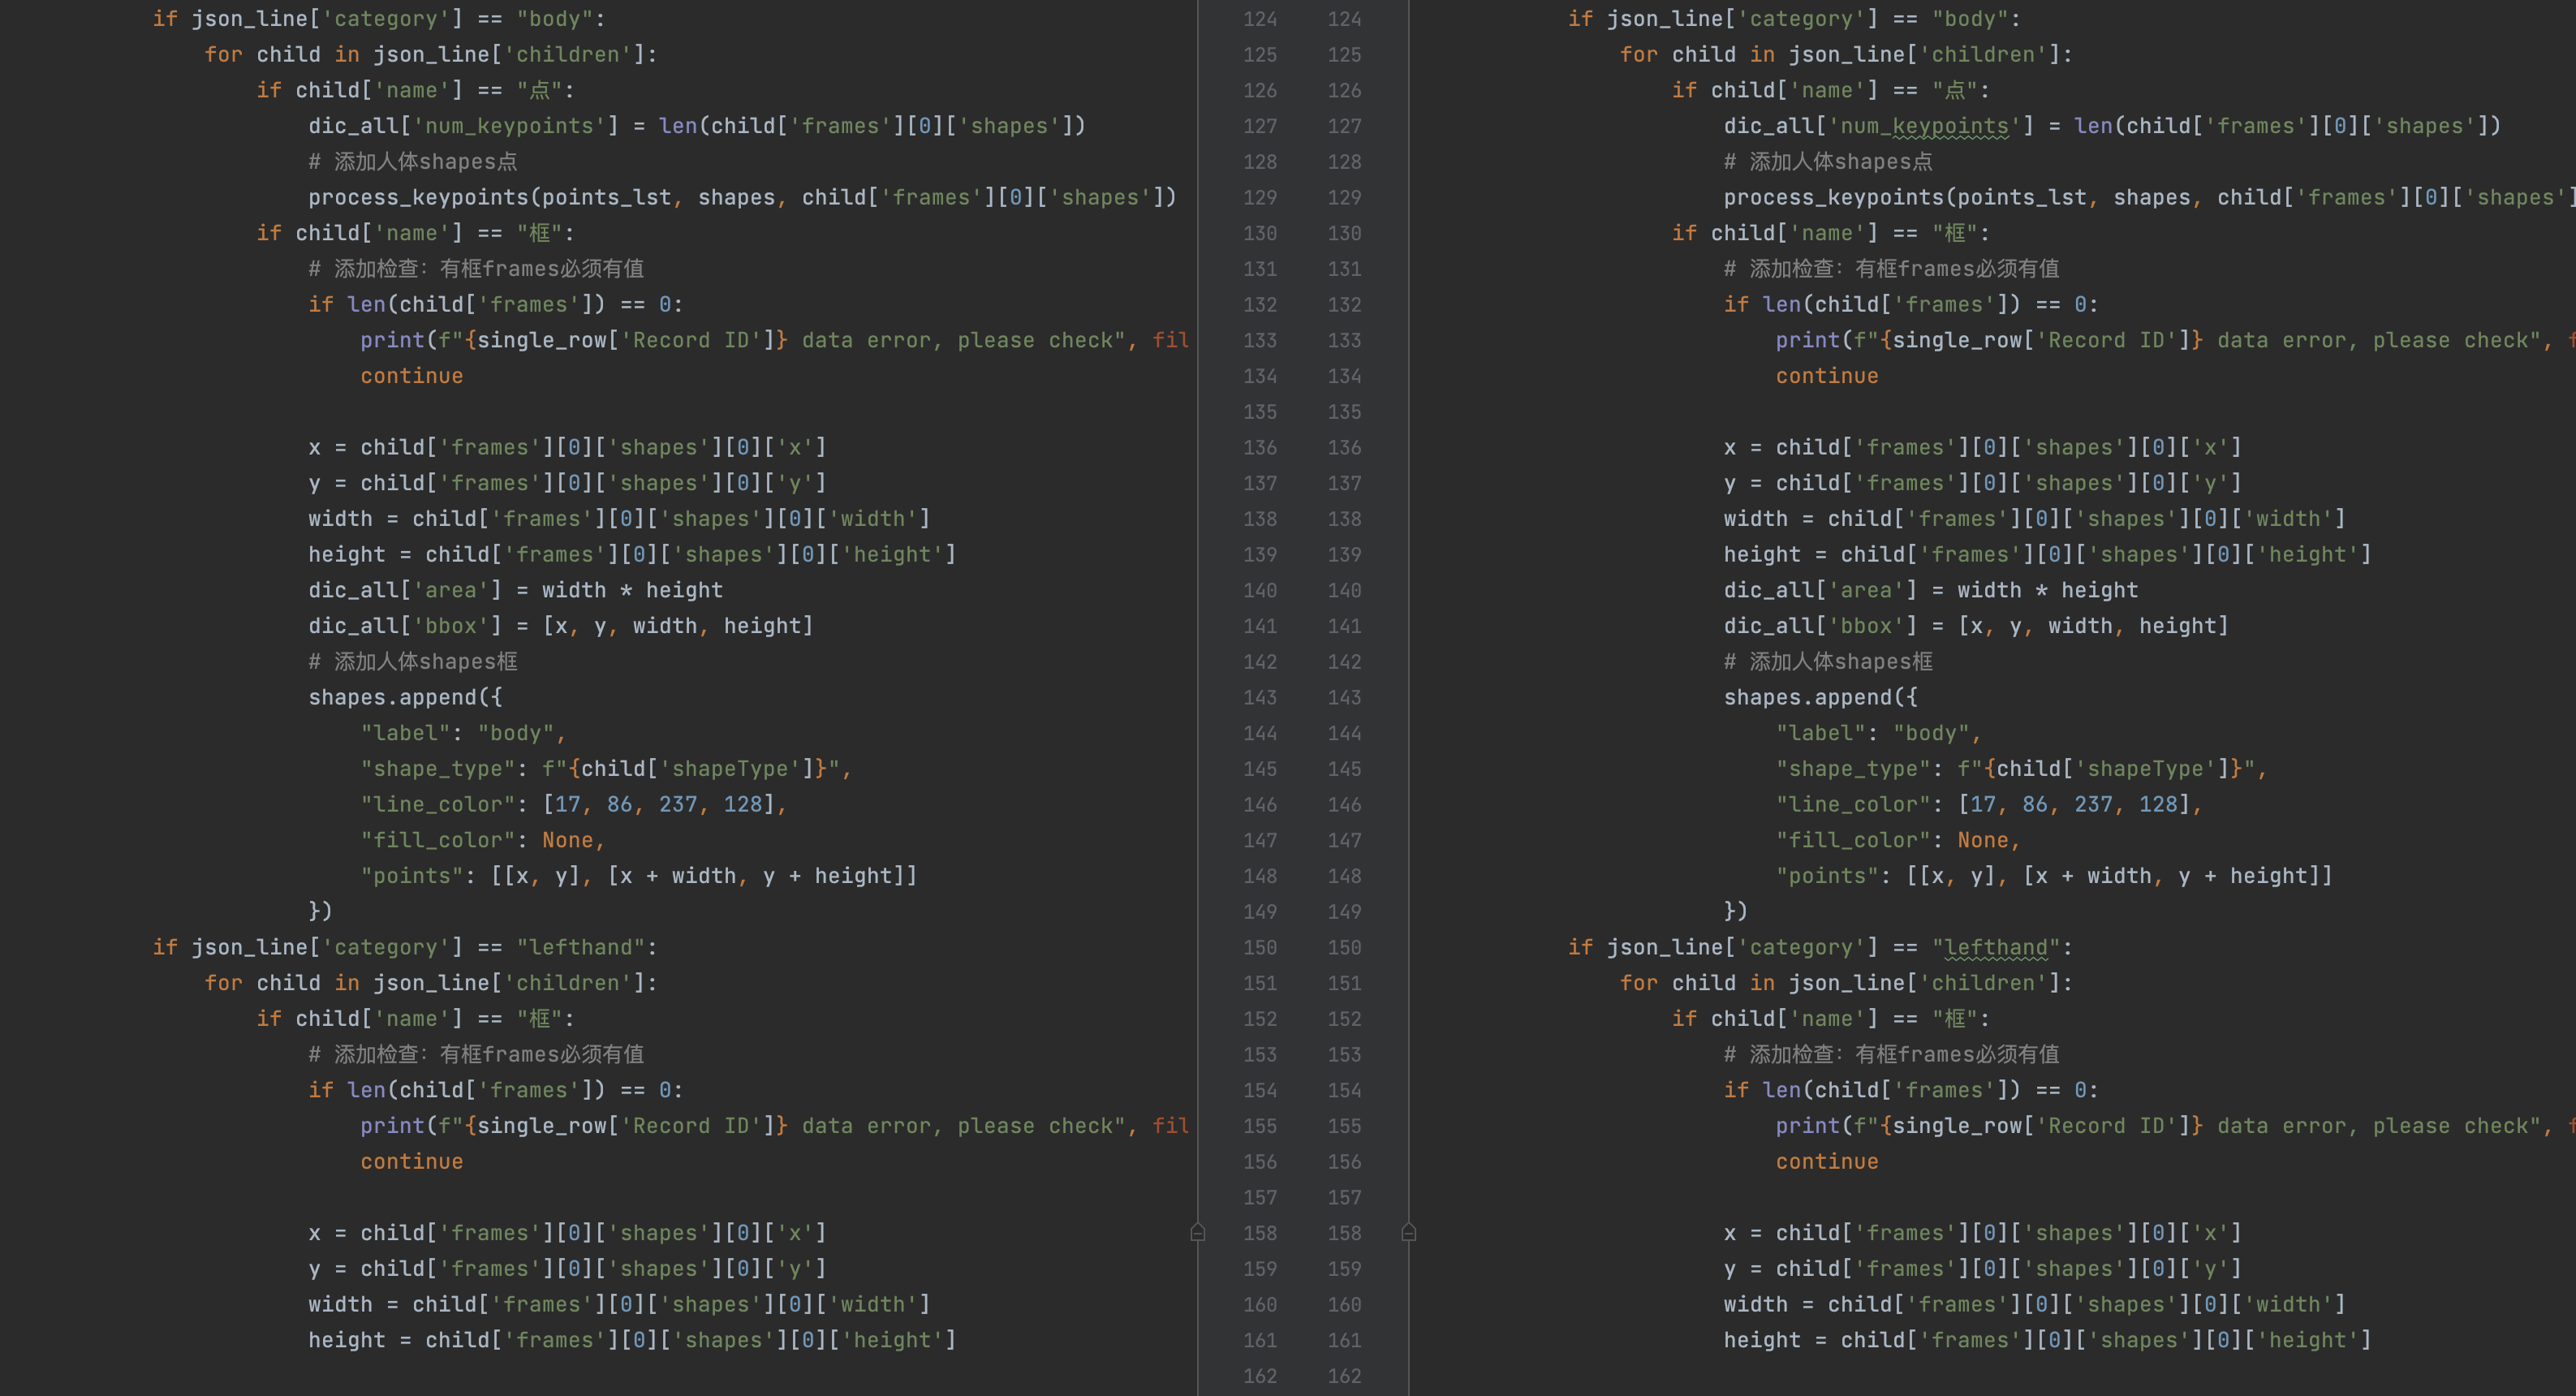 if json_line['category'] == "body":
    for child in json_line['children']:
        if child['name'] == "点":
            dic_all['num_keypoints'] = len(child['frames'][0]['shapes'])
            # 添加人体shapes点
            process_keypoints(points_lst, shapes, child['frames'][0]['shapes'])
        if child['name'] == "框":
            # 添加检查：有框frames必须有值
            if len(child['frames']) == 0:
                print(f"{single_row['Record ID']} data error, please check", fil
                continue

            x = child['frames'][0]['shapes'][0]['x']
            y = child['frames'][0]['shapes'][0]['y']
            width = child['frames'][0]['shapes'][0]['width']
            height = child['frames'][0]['shapes'][0]['height']
            dic_all['area'] = width * height
            dic_all['bbox'] = [x, y, width, height]
            # 添加人体shapes框
            shapes.append({
                "label": "body",
                "shape_type": f"{child['shapeType']}",
                "line_color": [17, 86, 237, 128],
                "fill_color": None,
                "points": [[x, y], [x + width, y + height]]
            })
if json_line['category'] == "lefthand":
    for child in json_line['children']:
        if child['name'] == "框":
            # 添加检查：有框frames必须有值
            if len(child['frames']) == 0:
                print(f"{single_row['Record ID']} data error, please check", fil
                continue

            x = child['frames'][0]['shapes'][0]['x']
            y = child['frames'][0]['shapes'][0]['y']
            width = child['frames'][0]['shapes'][0]['width']
            height = child['frames'][0]['shapes'][0]['height']
124 124
125 125
126 126
127 127
128 128
129 129
130 130
131 131
132 132
133 133
134 134
135 135
136 136
137 137
138 138
139 139
140 140
141 141
142 142
143 143
144 144
145 145
146 146
147 147
148 148
149 149
150 150
151 151
152 152
153 153
154 154
155 155
156 156
157 157
158 158
159 159
160 160
161 161
162 162
if json_line['category'] == "body":
    for child in json_line['children']:
        if child['name'] == "点":
            dic_all['num_keypoints'] = len(child['frames'][0]['shapes'])
            # 添加人体shapes点
            process_keypoints(points_lst, shapes, child['frames'][0]['shapes']
        if child['name'] == "框":
            # 添加检查：有框frames必须有值
            if len(child['frames']) == 0:
                print(f"{single_row['Record ID']} data error, please check",
                continue

            x = child['frames'][0]['shapes'][0]['x']
            y = child['frames'][0]['shapes'][0]['y']
            width = child['frames'][0]['shapes'][0]['width']
            height = child['frames'][0]['shapes'][0]['height']
            dic_all['area'] = width * height
            dic_all['bbox'] = [x, y, width, height]
            # 添加人体shapes框
            shapes.append({
                "label": "body",
                "shape_type": f"{child['shapeType']}",
                "line_color": [17, 86, 237, 128],
                "fill_color": None,
                "points": [[x, y], [x + width, y + height]]
            })
if json_line['category'] == "lefthand":
    for child in json_line['children']:
        if child['name'] == "框":
            # 添加检查：有框frames必须有值
            if len(child['frames']) == 0:
                print(f"{single_row['Record ID']} data error, please check",
                continue

            x = child['frames'][0]['shapes'][0]['x']
            y = child['frames'][0]['shapes'][0]['y']
            width = child['frames'][0]['shapes'][0]['width']
            height = child['frames'][0]['shapes'][0]['height']